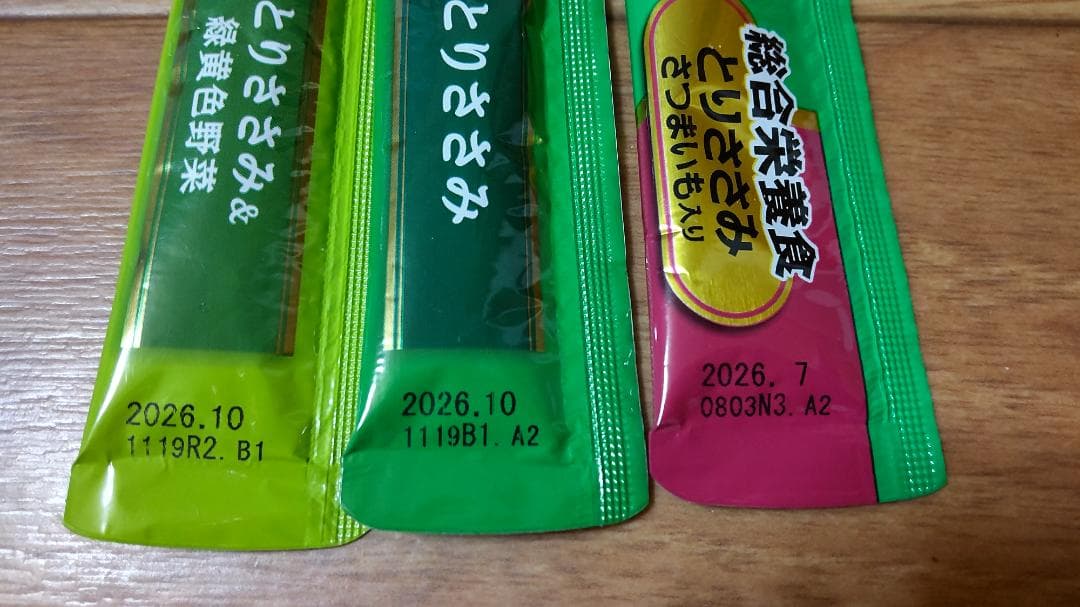 とりささみ&
緑黄色野菜
2026.10
1119R2. B1
とりささみ
2026.10
1119B1. A2
総合栄養食
とりささみ
さつまいも入り
2026. 7
0803N3. A2